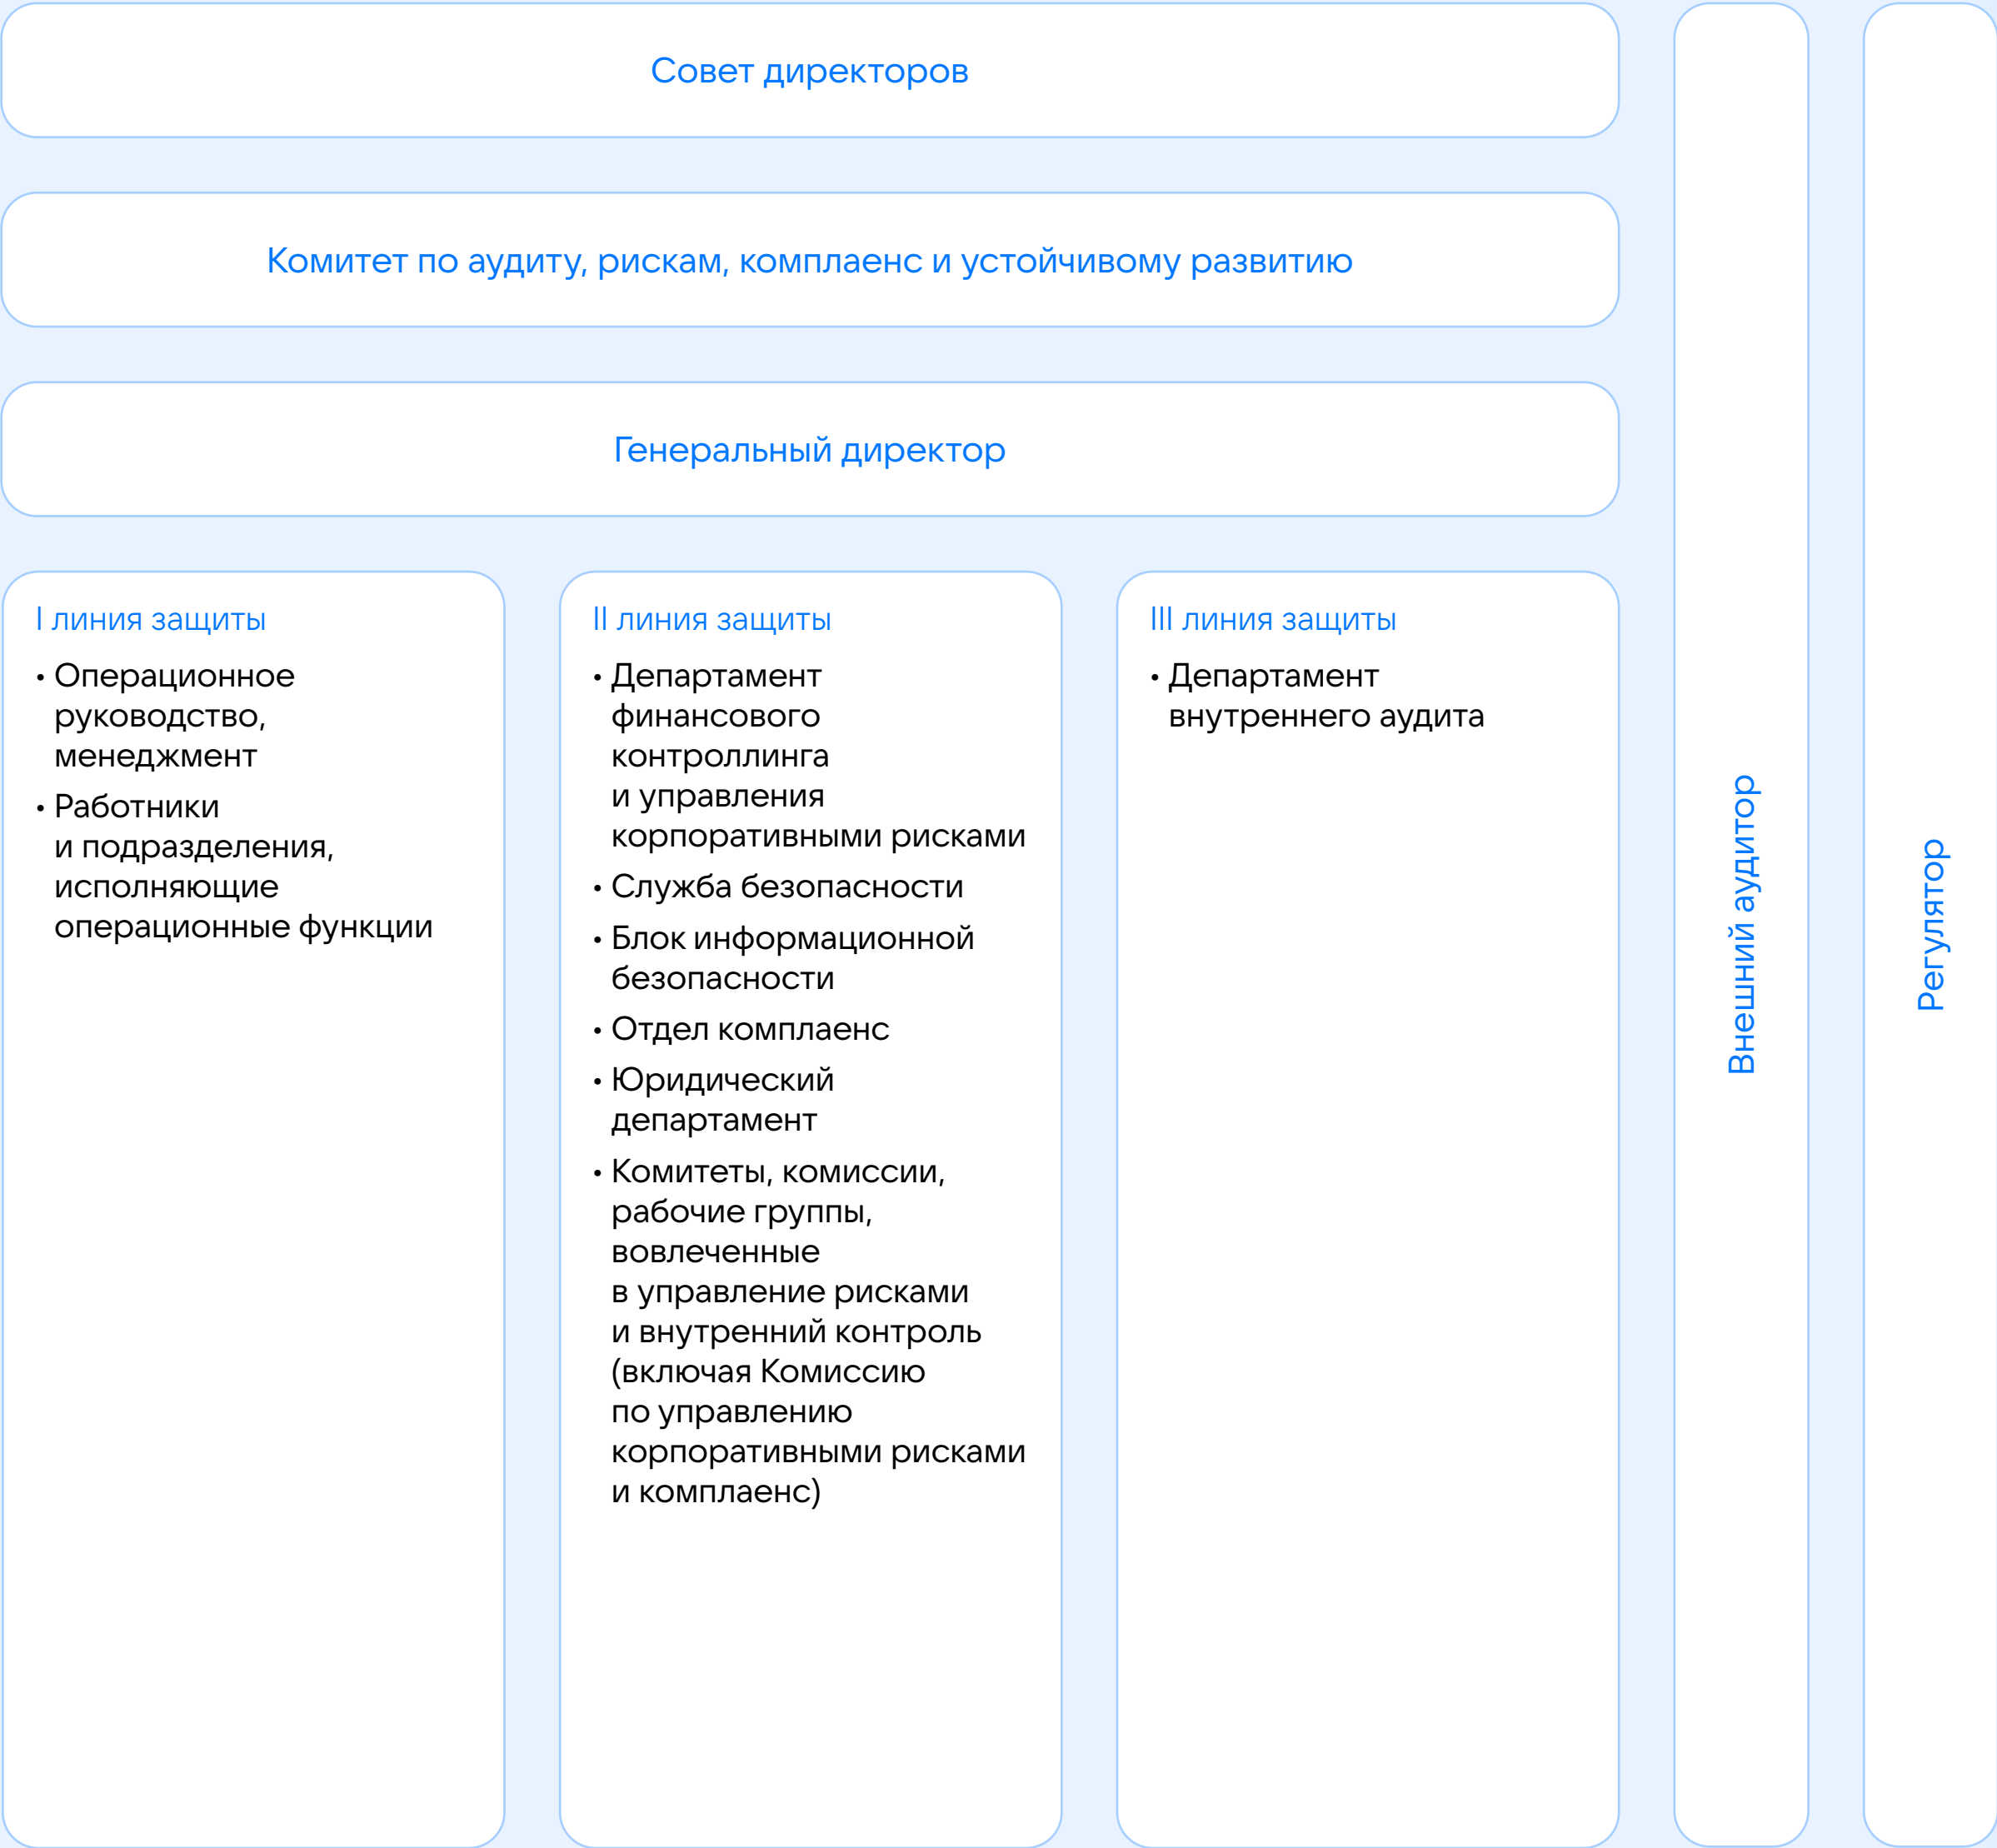 Совет директоров
Комитет по аудиту, рискам, комплаенс и устойчивому развитию
Генеральный директор
I линия защиты
• Операционное
руководство,
менеджмент
• Работники
и подразделения,
исполняющие
операционные функции
II линия защиты
• Департамент
финансового
контроллинга
и управления
корпоративными рисками
• Служба безопасности
• Блок информационной
безопасности
• Отдел комплаенс
• Юридический
департамент
• Комитеты, комиссии,
рабочие группы,
вовлеченные
в управление рисками
и внутренний контроль
(включая Комиссию
по управлению
корпоративными рисками
и комплаенс)
III линия защиты
• Департамент
внутреннего аудита
Внешний аудитор
Регулятор